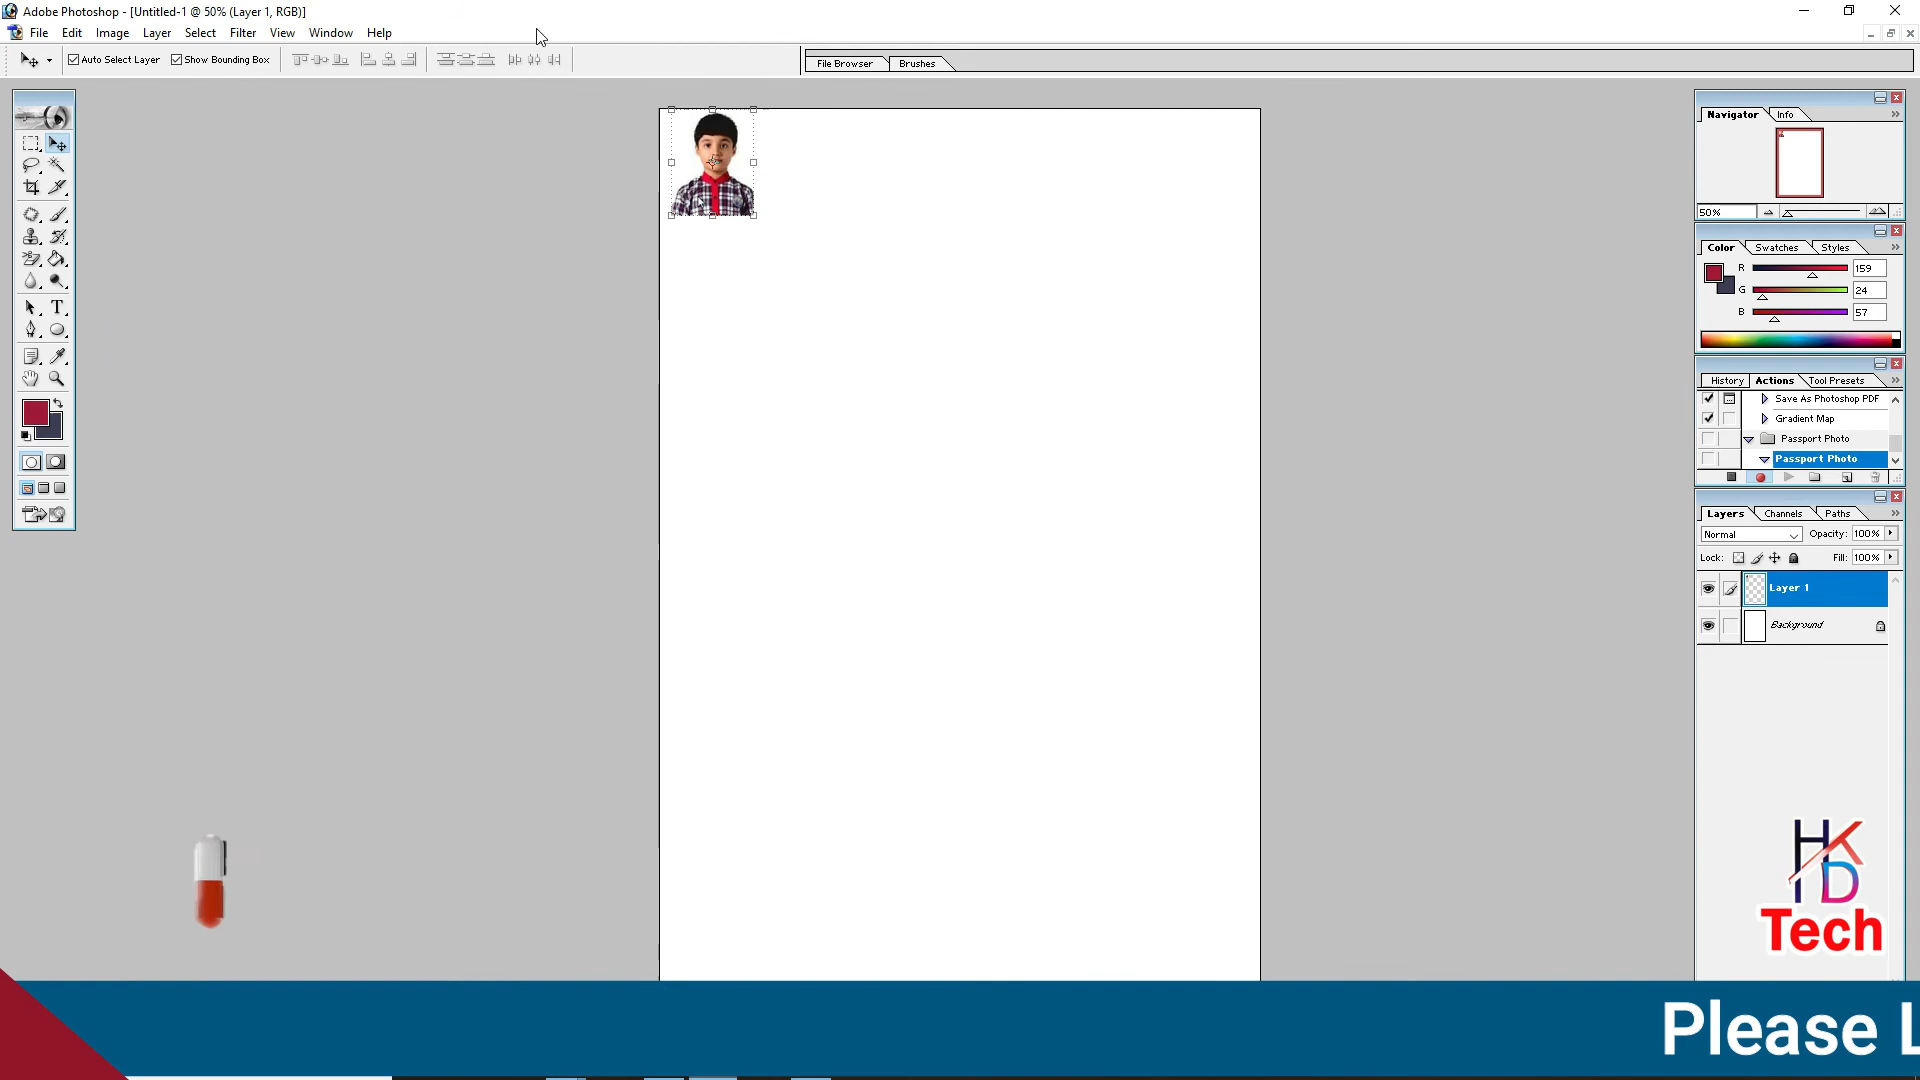 Adobe Photoshop - [Untitled-1 @ 50% (Layer 1, RGB)]
File Edit Image Layer Select Filter View Window Help
Auto Select Layer Show Bounding Box
File Browser Brushes
Navigator Info
50%
Color Swatches Styles
R 159
G 24
B 57
History Actions Tool Presets
Save As Photoshop PDF
Gradient Map
Passport Photo
Passport Photo
Layers Channels Paths
Normal Opacity: 100%
Lock: Fill: 100%
Layer 1
Background
HKD
Tech
Please L